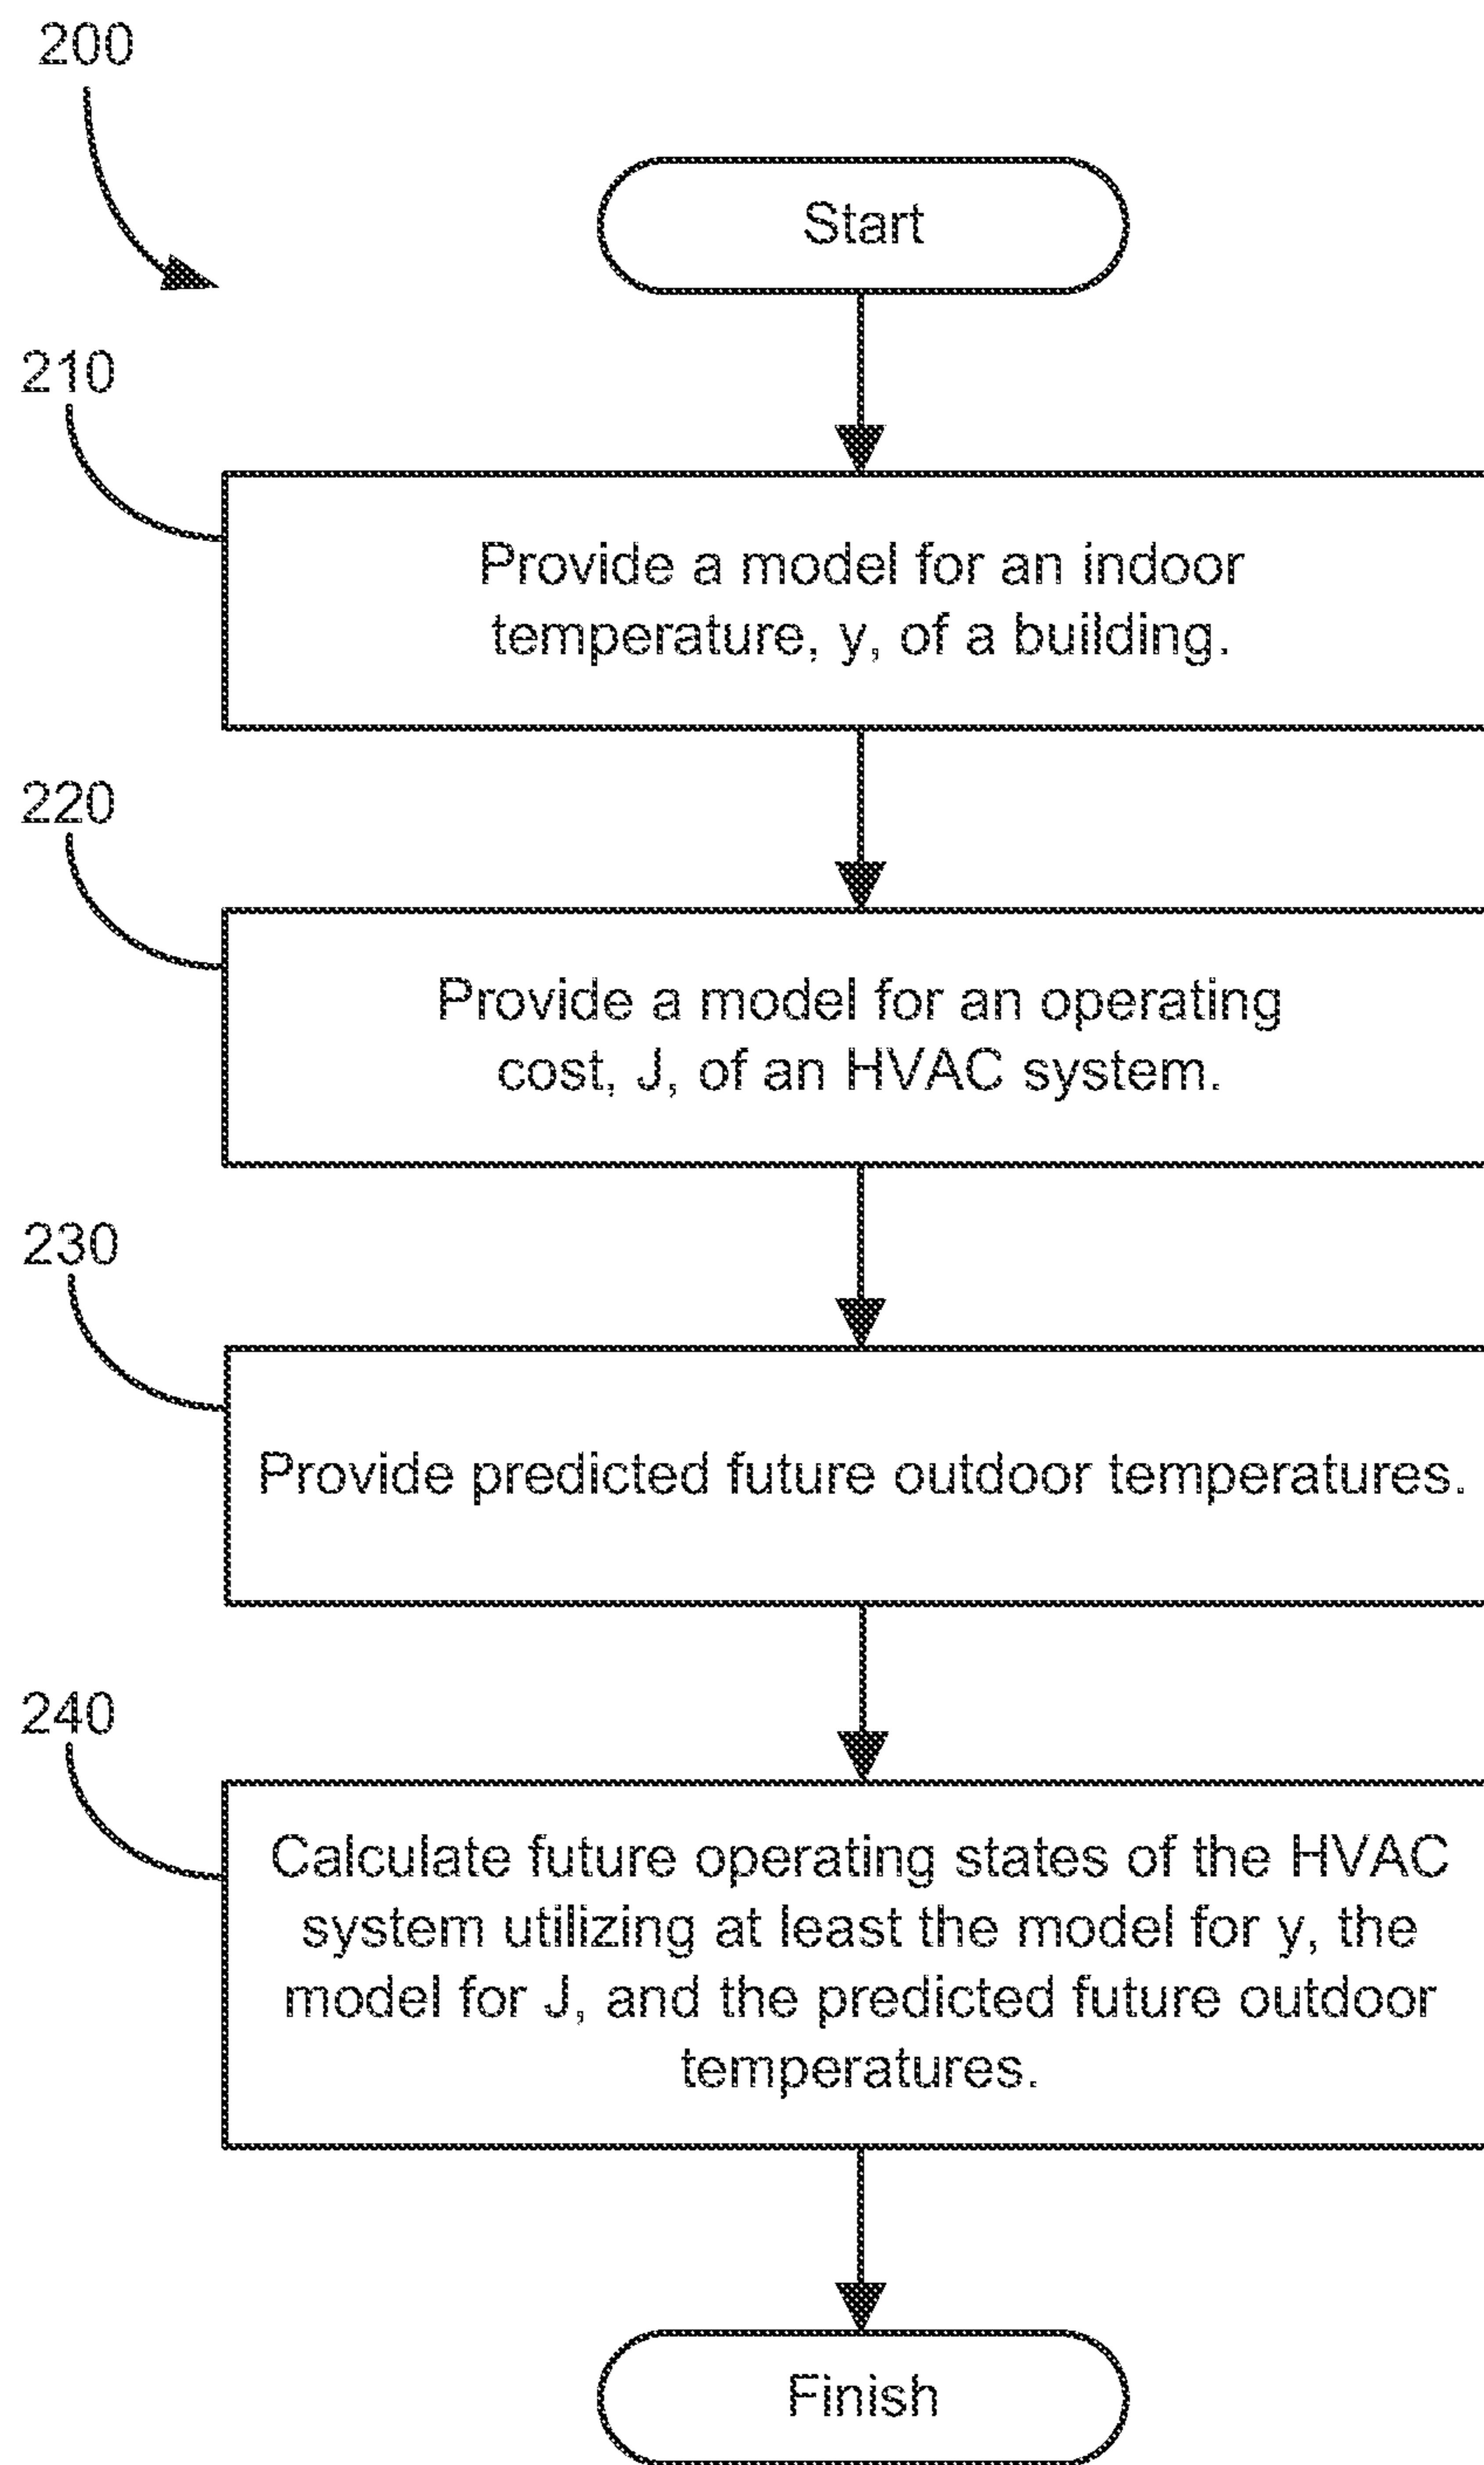 200
Start
210
Provide a model for an indoor
temperature, y, of a building.
220
Provide a model for an operating
cost, J, of an HVAC system.
230
Provide predicted future outdoor temperatures.
240
Calculate future operating states of the HVAC
system utilizing at least the model for y, the
model for J, and the predicted future outdoor
temperatures.
Finish